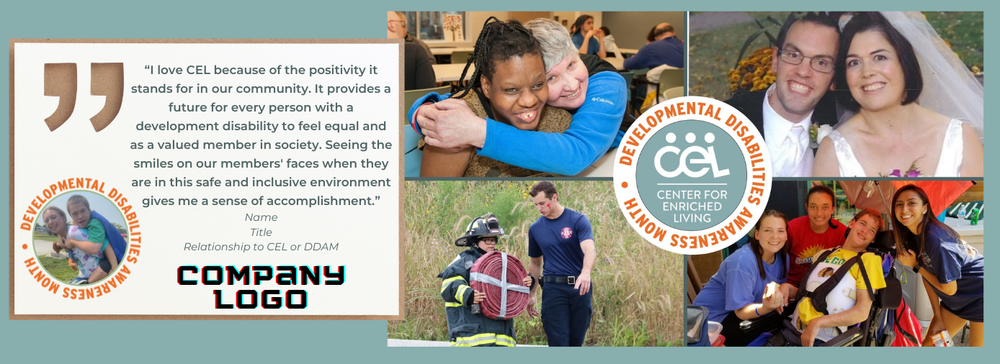 “I love CEL because of the positivity it
stands for in our community. It provides a
future for every person with a
development disability to feel equal and
as a valued member in society. Seeing the
smiles on our members' faces when they
are in this safe and inclusive environment
gives me a sense of accomplishment.”
Name
Title
Relationship to CEL or DDAM
COMPANY
LOGO
DEVELOPMENTAL DISABILITIES AWARENESS MONTH •
DEVELOPMENTAL DISABILITIES AWARENESS MONTH •
CEL
CENTER FOR
ENRICHED
LIVING
Columbia